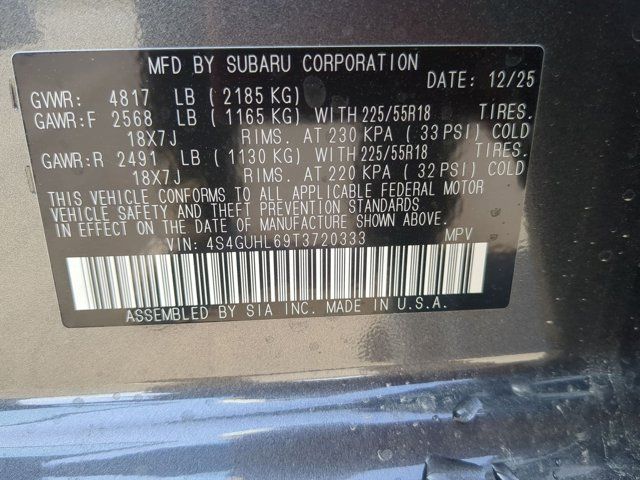 MFD BY SUBARU CORPORATION
DATE: 12/25
GVWR: 4817 LB ( 2185 KG)
GAWR:F 2568 LB ( 1165 KG) WITH 225/55R18 TIRES.
18X7J RIMS. AT 230 KPA ( 33 PSI) COLD
GAWR:R 2491 LB ( 1130 KG) WITH 225/55R18 TIRES.
18X7J RIMS. AT 220 KPA ( 32 PSI) COLD
THIS VEHICLE CONFORMS TO ALL APPLICABLE FEDERAL MOTOR
VEHICLE SAFETY AND THEFT PREVENTION STANDARDS
IN EFFECT ON THE DATE OF MANUFACTURE SHOWN ABOVE.
VIN: 4S4GUHL69T3720333 MPV
ASSEMBLED BY SIA INC. MADE IN U.S.A.